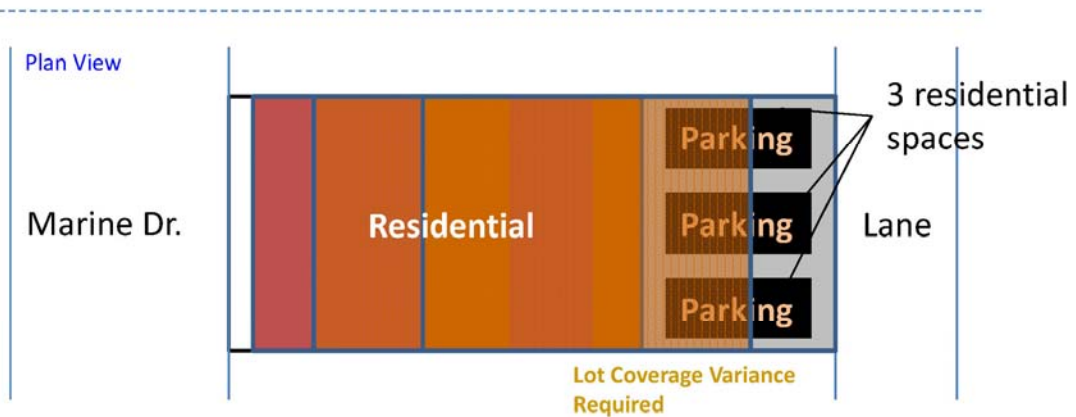 Plan View
3 residential
spaces
Parking
Marine Dr.
Residential
Parking
Lane
Parking
Lot Coverage Variance
Required